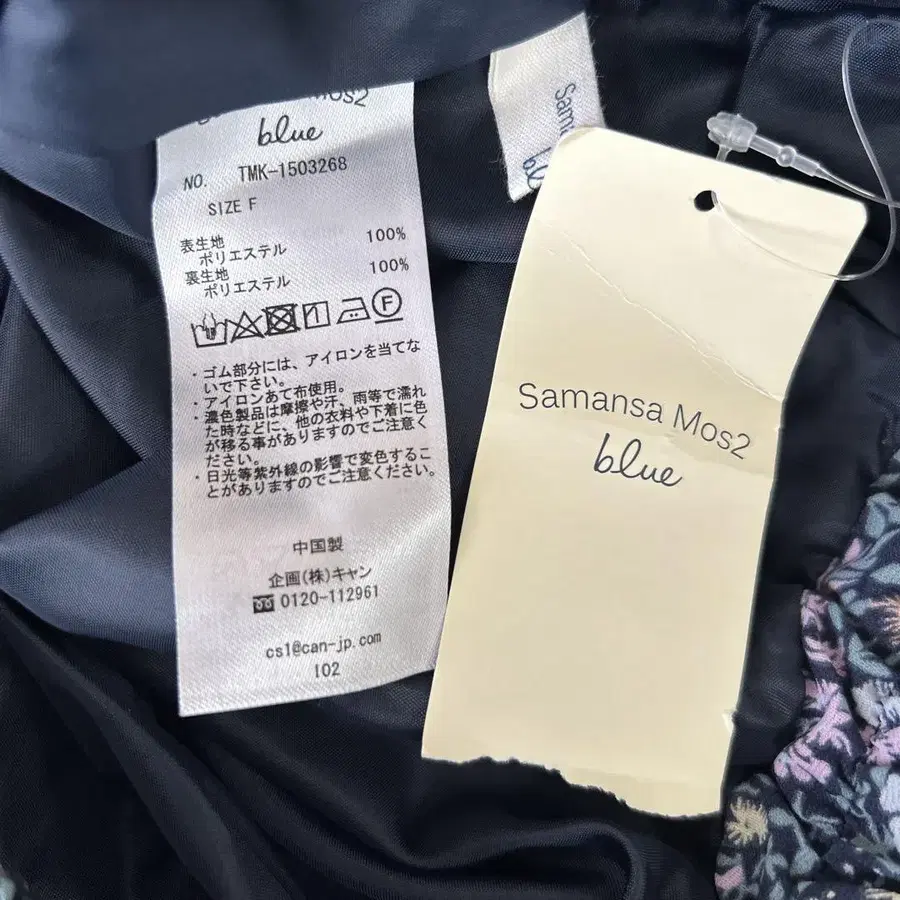 Mos2
blue
NO. TMK-1503268
SIZE F
表生地
ポリエステル 100%
裏生地
ポリエステル 100%
F
・ゴム部分には、アイロンを当てな
いで下さい。
・アイロンあて布使用。
・濃色製品は摩擦や汗、雨等で濡れ
た時などに、他の衣料や下着に色
が移る事がありますのでご注意く
ださい。
・日光等紫外線の影響で変色するこ
とがありますのでご注意ください。
中国製
企画(株)キャン
0120-112961
cs1@can-jp.com
I02
Sama
bl
Samansa Mos2
blue